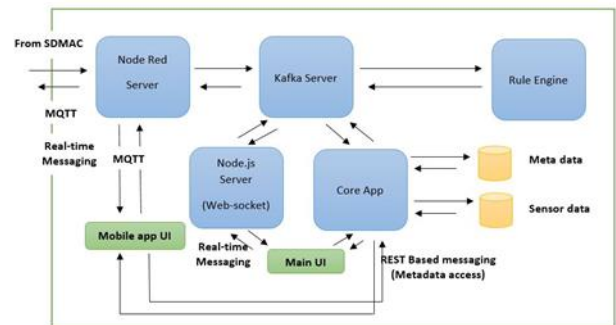 From SDMAC
Node Red
Server
Kafka Server
Rule Engine
MQTT
Real-time
Messaging
MQTT
Node.js
Server
(Web-socket)
Core App
Meta data
Sensor data
Mobile app UI
Real-time
Messaging
Main UI
REST Based messaging
(Metadata access)